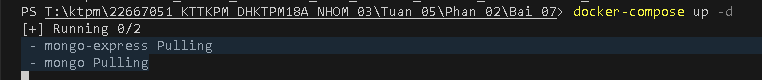 PS T:\ktpm\22667051_KTTKPM_DHKTPM18A_NHOM_03\Tuan_05\Phan_02\Bai_07> docker-compose up -d
[+] Running 0/2
 - mongo-express Pulling
 - mongo Pulling